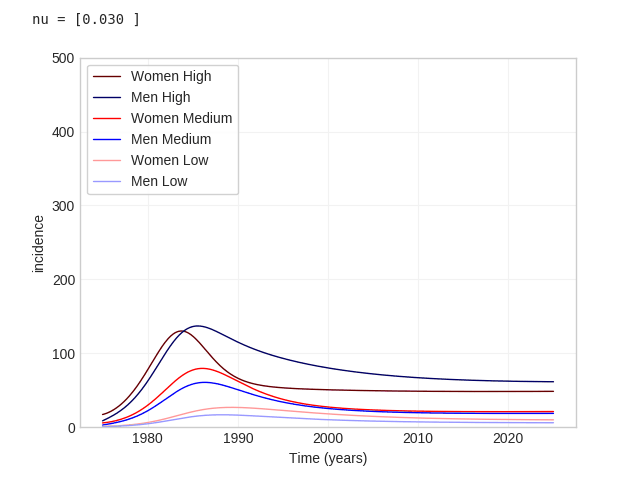 nu = [0.030 ]
500
400
300
200
100
0
incidence
Women High
Men High
Women Medium
Men Medium
Women Low
Men Low
1980 1990 2000 2010 2020
Time (years)